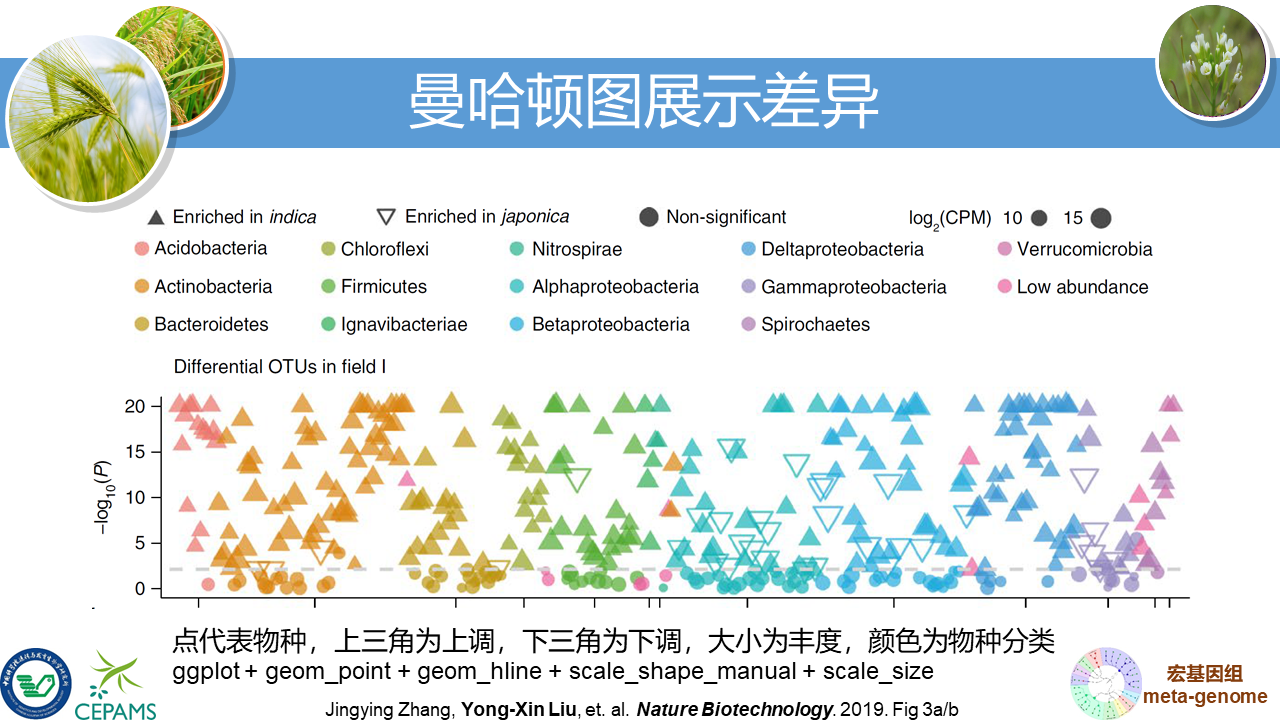 曼哈顿图展示差异
Enriched in indica Enriched in japonica Non-significant log2(CPM) 10 15
Acidobacteria Chloroflexi Nitrospirae Deltaproteobacteria Verrucomicrobia
Actinobacteria Firmicutes Alphaproteobacteria Gammaproteobacteria Low abundance
Bacteroidetes Ignavibacteriae Betaproteobacteria Spirochaetes
Differential OTUs in field I
20
15
10
5
0
−log10(P)
点代表物种，上三角为上调，下三角为下调，大小为丰度，颜色为物种分类
ggplot + geom_point + geom_hline + scale_shape_manual + scale_size
CEPAMS
宏基因组
meta-genome
Jingying Zhang, Yong-Xin Liu, et. al. Nature Biotechnology. 2019. Fig 3a/b